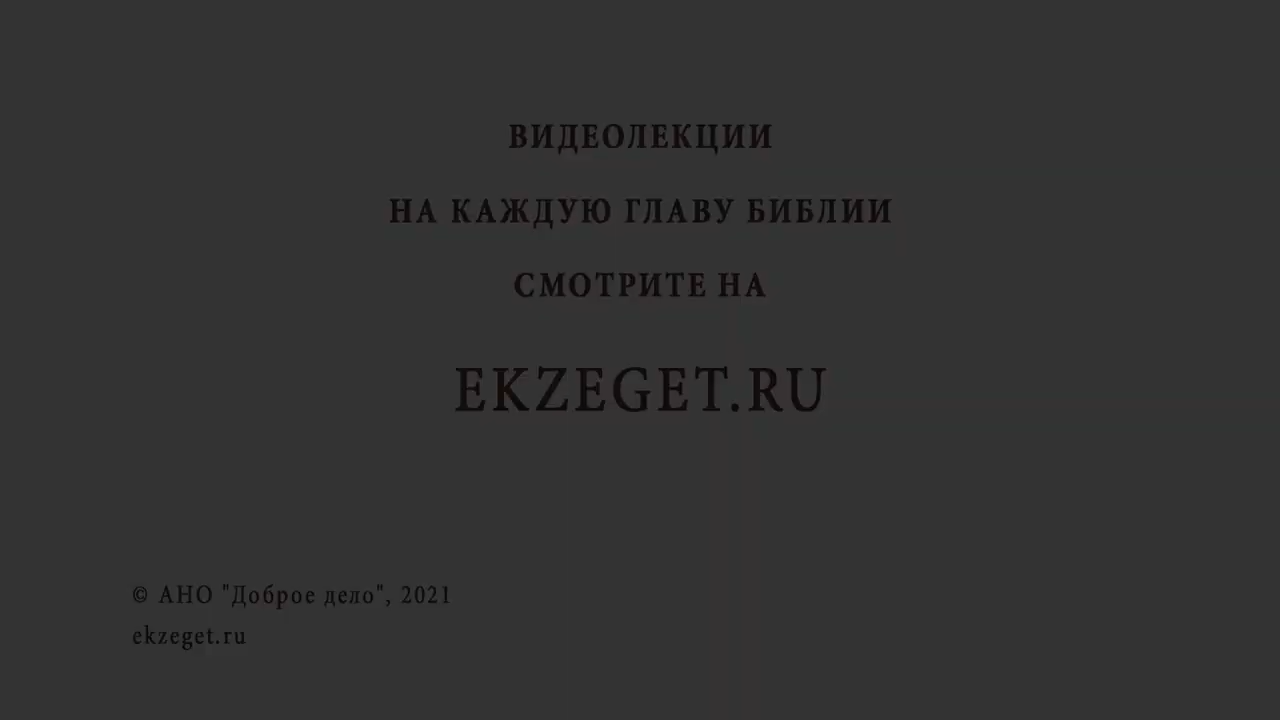 ВИДЕОЛЕКЦИИ
НА КАЖДУЮ ГЛАВУ БИБЛИИ
СМОТРИТЕ НА
EKZEGET.RU
© АНО "Доброе дело", 2021
ekzeget.ru